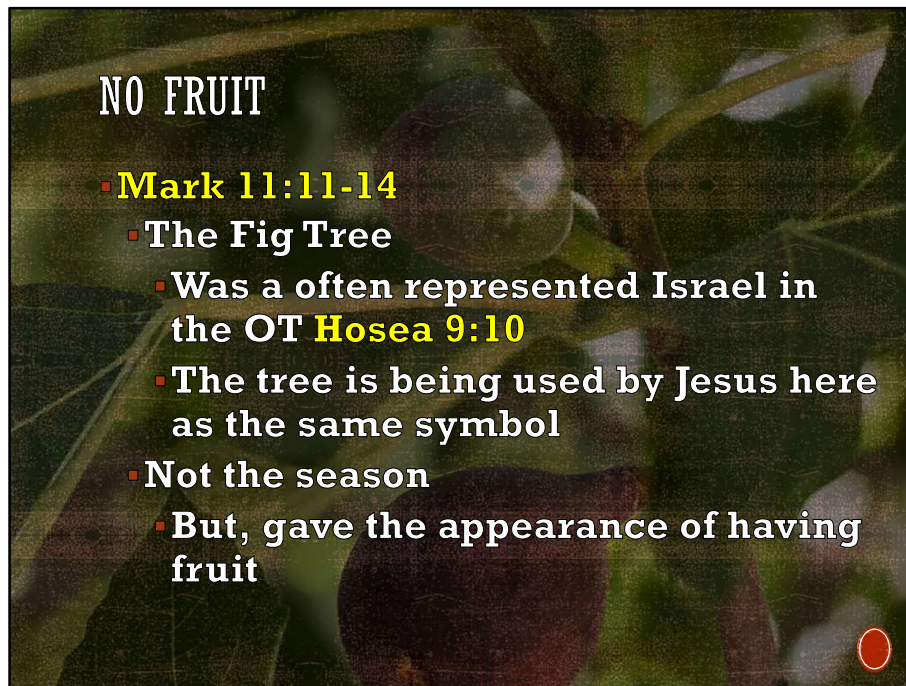 NO FRUIT
▪Mark 11:11-14
▪The Fig Tree
▪Was a often represented Israel in
the OT Hosea 9:10
▪The tree is being used by Jesus here
as the same symbol
▪Not the season
▪But, gave the appearance of having
fruit